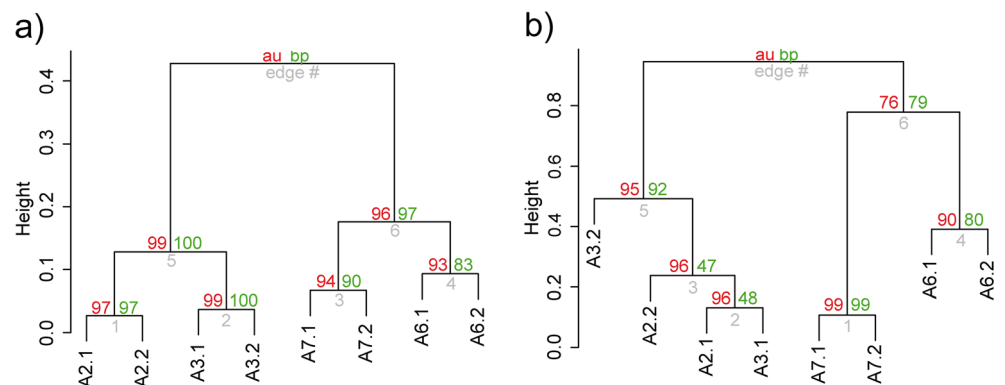 a)
au bp
edge #
Height
0.0
0.1
0.2
0.3
0.4
96 97
6
99 100
5
97 97
1
99 100
2
94 90
3
93 83
4
A2.1
A2.2
A3.1
A3.2
A7.1
A7.2
A6.1
A6.2
b)
au bp
edge #
Height
0.0
0.2
0.4
0.6
0.8
76 79
6
95 92
5
90 80
4
96 47
3
96 48
2
99 99
1
A3.2
A2.2
A2.1
A3.1
A7.1
A7.2
A6.1
A6.2